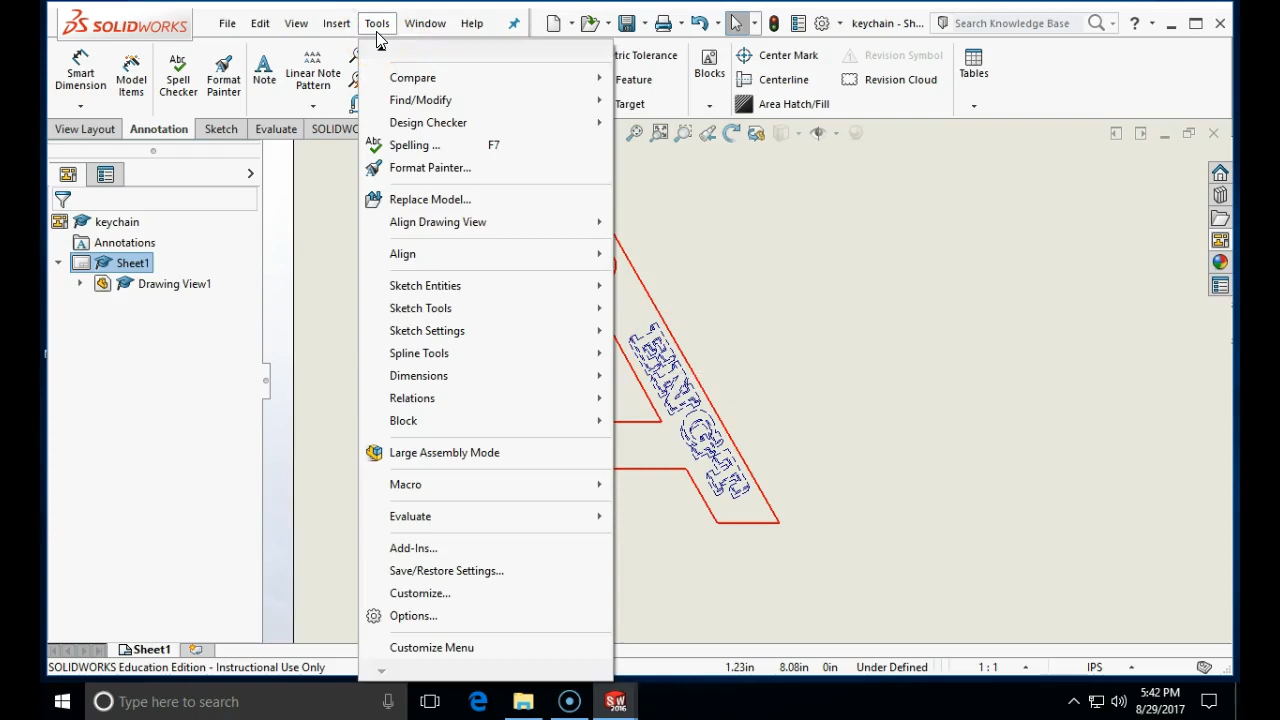 SOLIDWORKS
File Edit View Insert Tools Window Help
keychain - Sh...
Search Knowledge Base
?
Smart Dimension
Model Items
Spell Checker
Format Painter
Note
Linear Note Pattern
tric Tolerance
Feature
Target
Blocks
Center Mark
Centerline
Area Hatch/Fill
Revision Symbol
Revision Cloud
Tables
View Layout Annotation Sketch Evaluate SOLIDWO
keychain
Annotations
Sheet1
Drawing View1
Compare
Find/Modify
Design Checker
Spelling ... F7
Format Painter...
Replace Model...
Align Drawing View
Align
Sketch Entities
Sketch Tools
Sketch Settings
Spline Tools
Dimensions
Relations
Block
Large Assembly Mode
Macro
Evaluate
Add-Ins...
Save/Restore Settings...
Customize...
Options...
Customize Menu
Sheet1
SOLIDWORKS Education Edition - Instructional Use Only
1.23in 8.08in 0in Under Defined 1 : 1 IPS
Type here to search
SW
2016
5:42 PM
8/29/2017